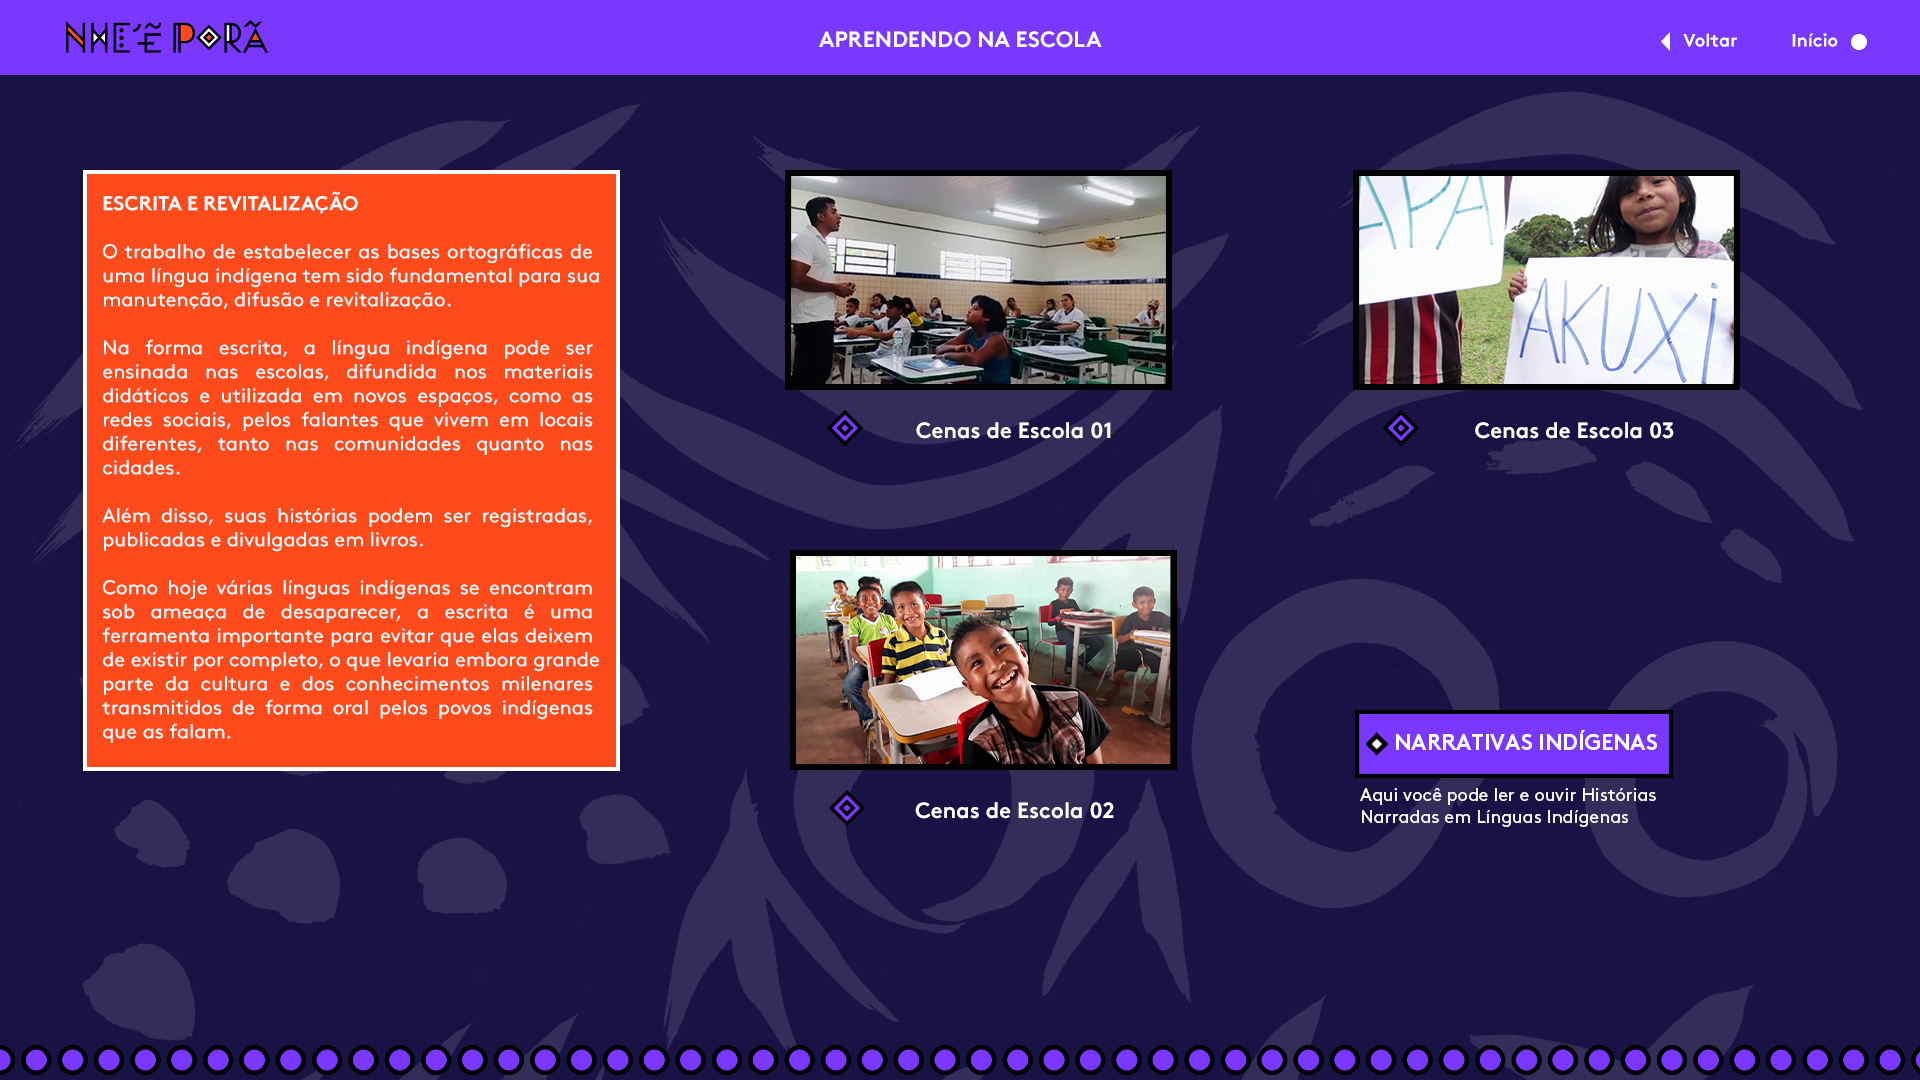 NHE'Ẽ PORÃ
APRENDENDO NA ESCOLA
Voltar
Início
ESCRITA E REVITALIZAÇÃO
O trabalho de estabelecer as bases ortográficas de
uma língua indígena tem sido fundamental para sua
manutenção, difusão e revitalização.
Na forma escrita, a língua indígena pode ser
ensinada nas escolas, difundida nos materiais
didáticos e utilizada em novos espaços, como as
redes sociais, pelos falantes que vivem em locais
diferentes, tanto nas comunidades quanto nas
cidades.
Além disso, suas histórias podem ser registradas,
publicadas e divulgadas em livros.
Como hoje várias línguas indígenas se encontram
sob ameaça de desaparecer, a escrita é uma
ferramenta importante para evitar que elas deixem
de existir por completo, o que levaria embora grande
parte da cultura e dos conhecimentos milenares
transmitidos de forma oral pelos povos indígenas
que as falam.
Cenas de Escola 01
APA
AKUXi
Cenas de Escola 03
Cenas de Escola 02
NARRATIVAS INDÍGENAS
Aqui você pode ler e ouvir Histórias
Narradas em Línguas Indígenas